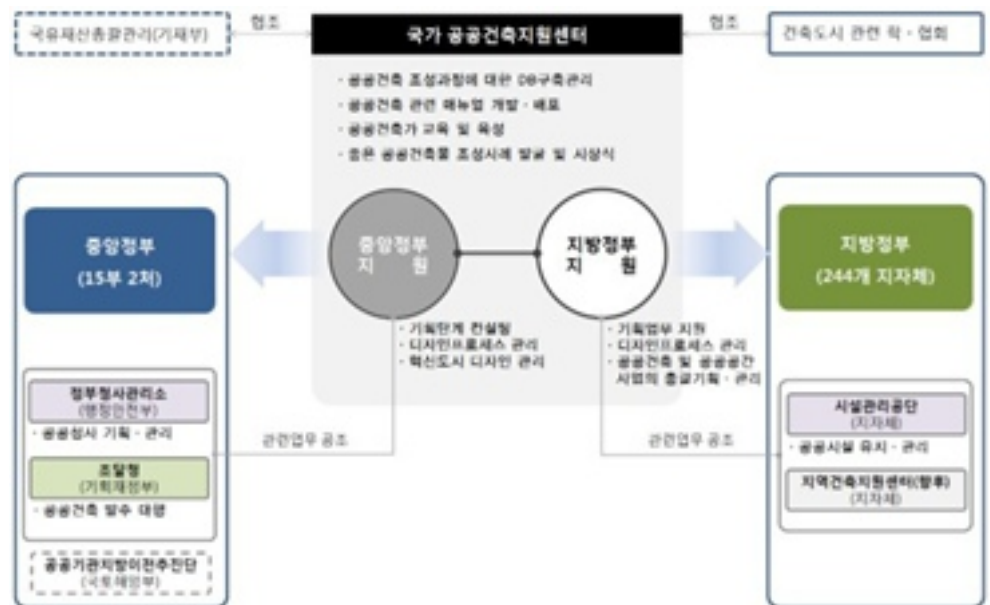 국유재산총괄관리(기재부)
협조
국가 공공건축지원센터
협조
건축도시 관련 학·협회
· 공공건축 조성과정에 대한 DB구축관리
· 공공건축 관련 매뉴얼 개발·배포
· 공공건축가 교육 및 육성
· 좋은 공공건축물 조성사례 발굴 및 시상식
중앙정부
(15부 2처)
중앙정부
지 원
지방정부
지 원
지방정부
(244개 지자체)
· 기획단계 컨설팅
· 디자인프로세스 관리
· 혁신도시 디자인 관리
· 기획업무 지원
· 디자인프로세스 관리
· 공공건축 및 공공공간
사업의 총괄기획·관리
정부청사관리소
(행정안전부)
· 공공청사 기획·관리
조달청
(기획재정부)
· 공공건축 발주 대행
공공기관지방이전추진단
(국토해양부)
관련업무 공조
관련업무 공조
시설관리공단
(지자체)
· 공공시설 유지·관리
지역건축지원센터(향후)
(지자체)